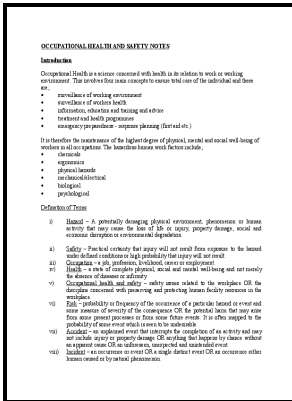 OCCUPATIONAL HEALTH AND SAFETY NOTES
Introduction
Occupational Health is a science concerned with health in its relation to work or working
environment. This involves four main concepts to ensure total care of the individual and these
are;
• surveillance of working environment
• surveillance of workers health
• information, education and training and advice
• treatment and health programmes
• emergency preparedness - response planning (first aid etc.)
It is therefore the maintenance of the highest degree of physical, mental and social well-being of
workers in all occupations. The hazardous human work factors include;
• chemicals
• ergonomics
• physical hazards
• mechanical/electrical
• biological
• psychological
Definition of Terms
i) Hazard – A potentially damaging physical environment, phenomenon or human
activity that may cause the loss of life or injury, property damage, social and
economic disruption or environmental degradation.
ii) Safety – Practical certainty that injury will not result from exposure to the hazard
under defined conditions or high probability that injury will not result
iii) Occupation – a job, profession, livelihood, career or employment
iv) Health – a state of complete physical, social and mental well-being and not merely
the absence of diseases or infirmity
v) Occupational health and safety – safety issues related to the workplace OR the
discipline concerned with preserving and protecting human facility resources in the
workplace.
vi) Risk – probability or frequency of the occurrence of a particular hazard or event and
some measure of severity of the consequence OR the potential harm that may arise
from some present processes or from some future events. It is often mapped to the
probability of some event which is seen to be undesirable.
vii) Accident – an unplanned event that interrupts the completion of an activity and may
not include injury or property damage OR anything that happens by chance without
an apparent cause OR an unforeseen, unexpected and unintended event.
viii) Incident – an occurrence or event OR a single distinct event OR an occurrence either
human caused or by natural phenomenon.